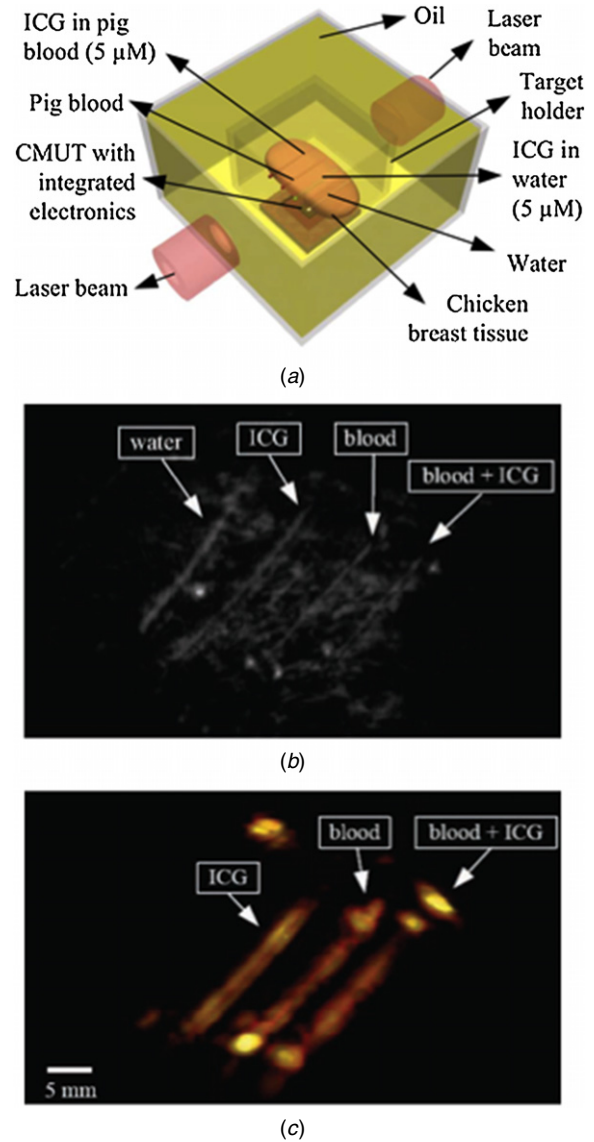 ICG in pig
blood (5 µM)
Oil
Laser
beam
Pig blood
Target
holder
CMUT with
integrated
electronics
ICG in
water
(5 µM)
Laser beam
Water
Chicken
breast tissue
(a)
water
ICG
blood
blood + ICG
(b)
blood
blood + ICG
ICG
5 mm
(c)